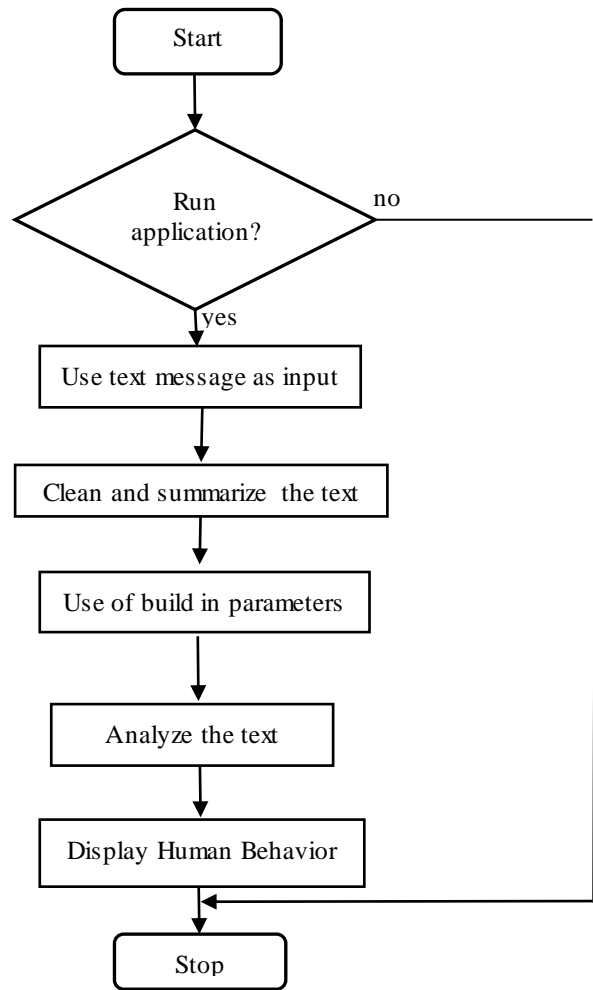 Start
Run
application?
no
yes
Use text message as input
Clean and summarize the text
Use of build in parameters
Analyze the text
Display Human Behavior
Stop